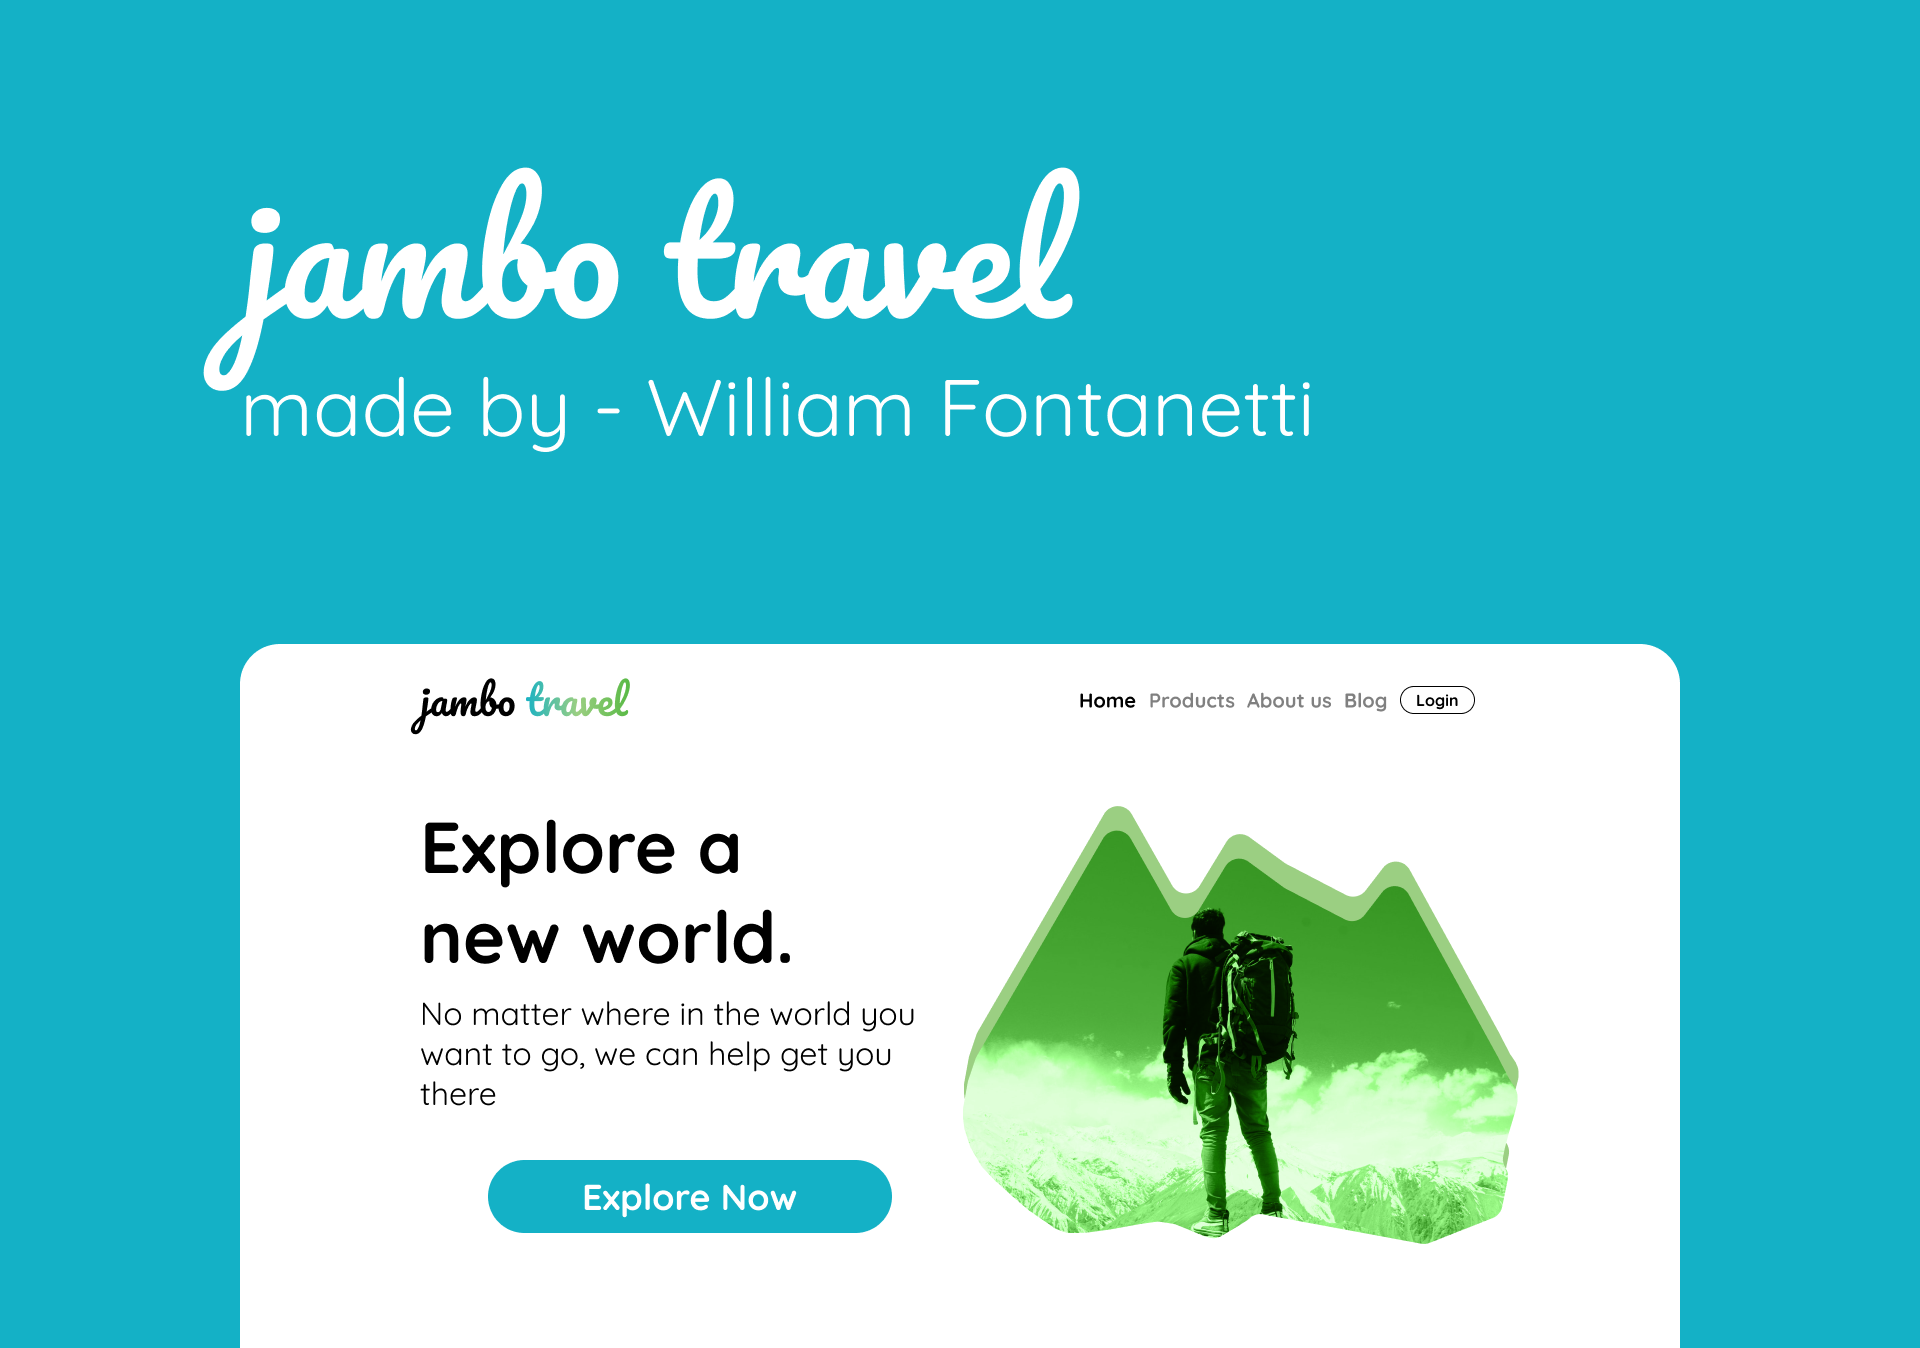 jambo travel
made by - William Fontanetti
jambo travel
Home Products About us Blog Login
Explore a
new world.
No matter where in the world you
want to go, we can help get you
there
Explore Now